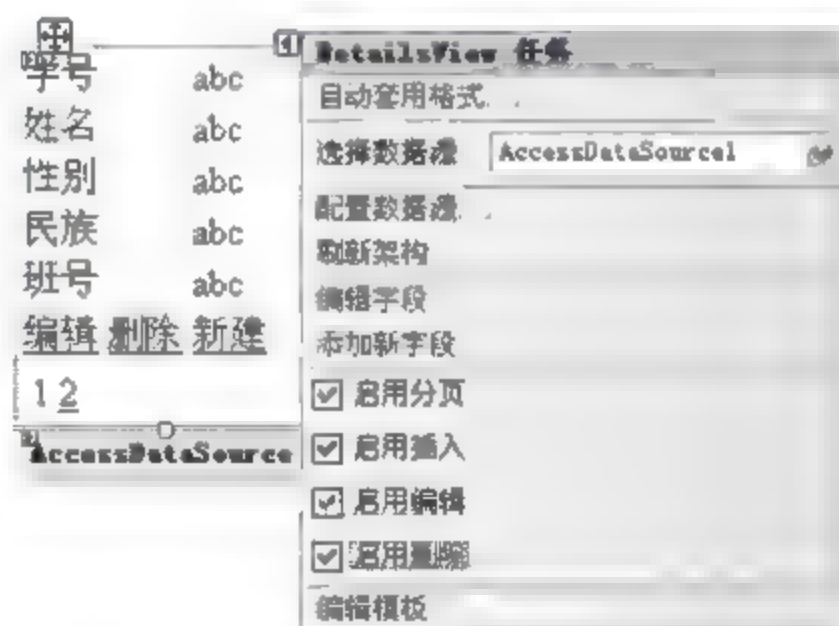 学号 abc
姓名 abc
性别 abc
民族 abc
班号 abc
编辑 删除 新建
1 2
AccessDataSource
DetailsView 任务
自动套用格式...
选择数据源 AccessDataSource1
配置数据源...
刷新架构
编辑字段
添加新字段
启用分页
启用插入
启用编辑
启用删除
编辑模板